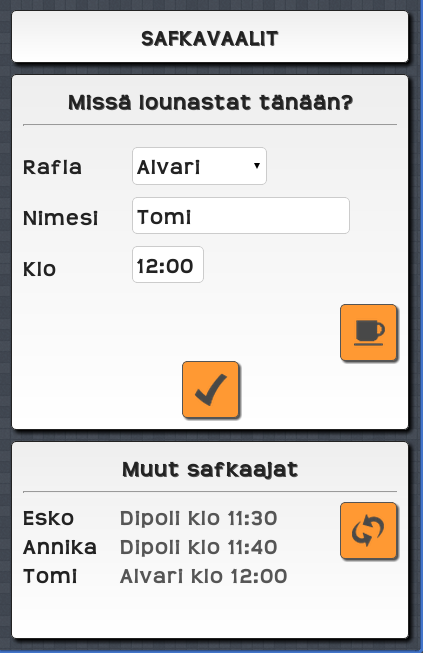 SAFKAVAALIT
Missä lounastat tänään?
Rafla Alvari
Nimesi Tomi
Klo 12:00
Muut safkaajat
Esko Dipoli klo 11:30
Annika Dipoli klo 11:40
Tomi Alvari klo 12:00